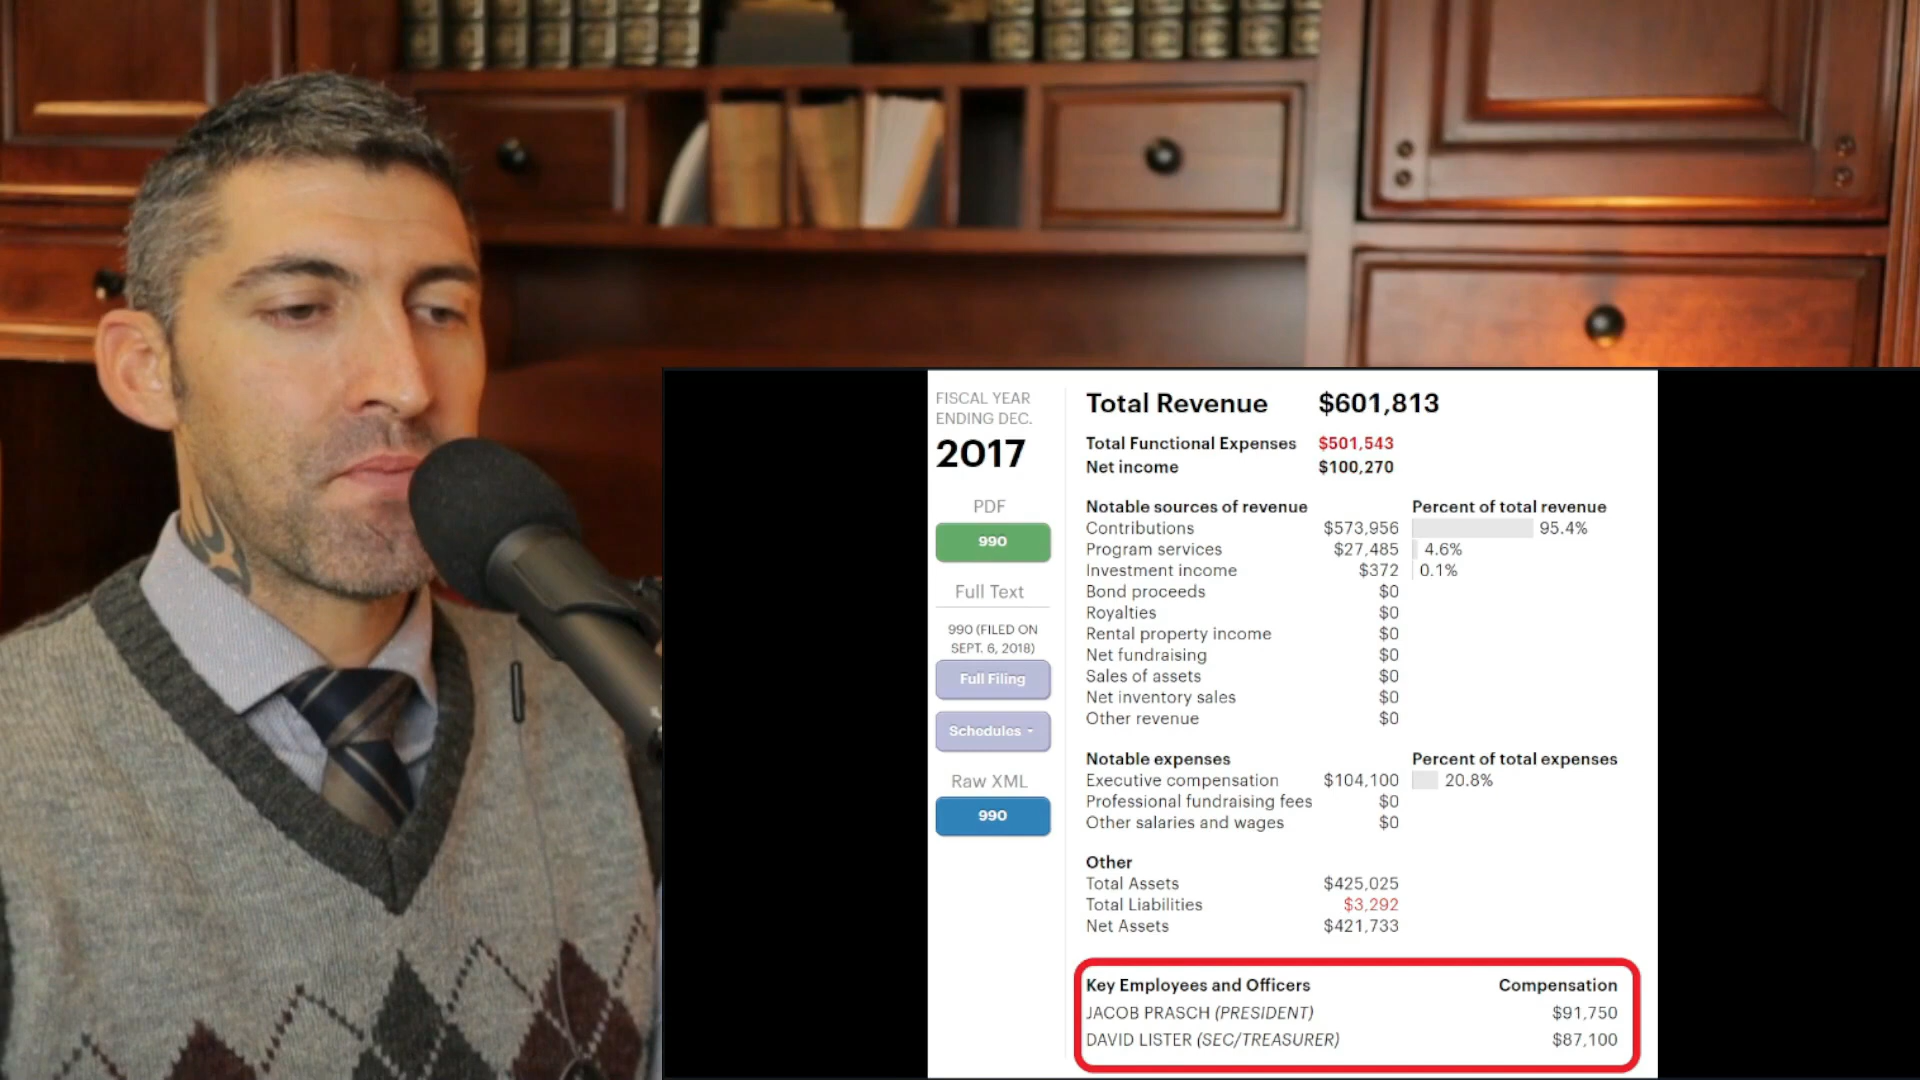 FISCAL YEAR
ENDING DEC.
2017
PDF
990
Full Text
990 (FILED ON
SEPT. 6, 2018)
Full Filing
Schedules
Raw XML
990
Total Revenue $601,813
Total Functional Expenses $501,543
Net income $100,270
Notable sources of revenue Percent of total revenue
Contributions $573,956 95.4%
Program services $27,485 4.6%
Investment income $372 0.1%
Bond proceeds $0
Royalties $0
Rental property income $0
Net fundraising $0
Sales of assets $0
Net inventory sales $0
Other revenue $0
Notable expenses Percent of total expenses
Executive compensation $104,100 20.8%
Professional fundraising fees $0
Other salaries and wages $0
Other
Total Assets $425,025
Total Liabilities $3,292
Net Assets $421,733
Key Employees and Officers Compensation
JACOB PRASCH (PRESIDENT) $91,750
DAVID LISTER (SEC/TREASURER) $87,100